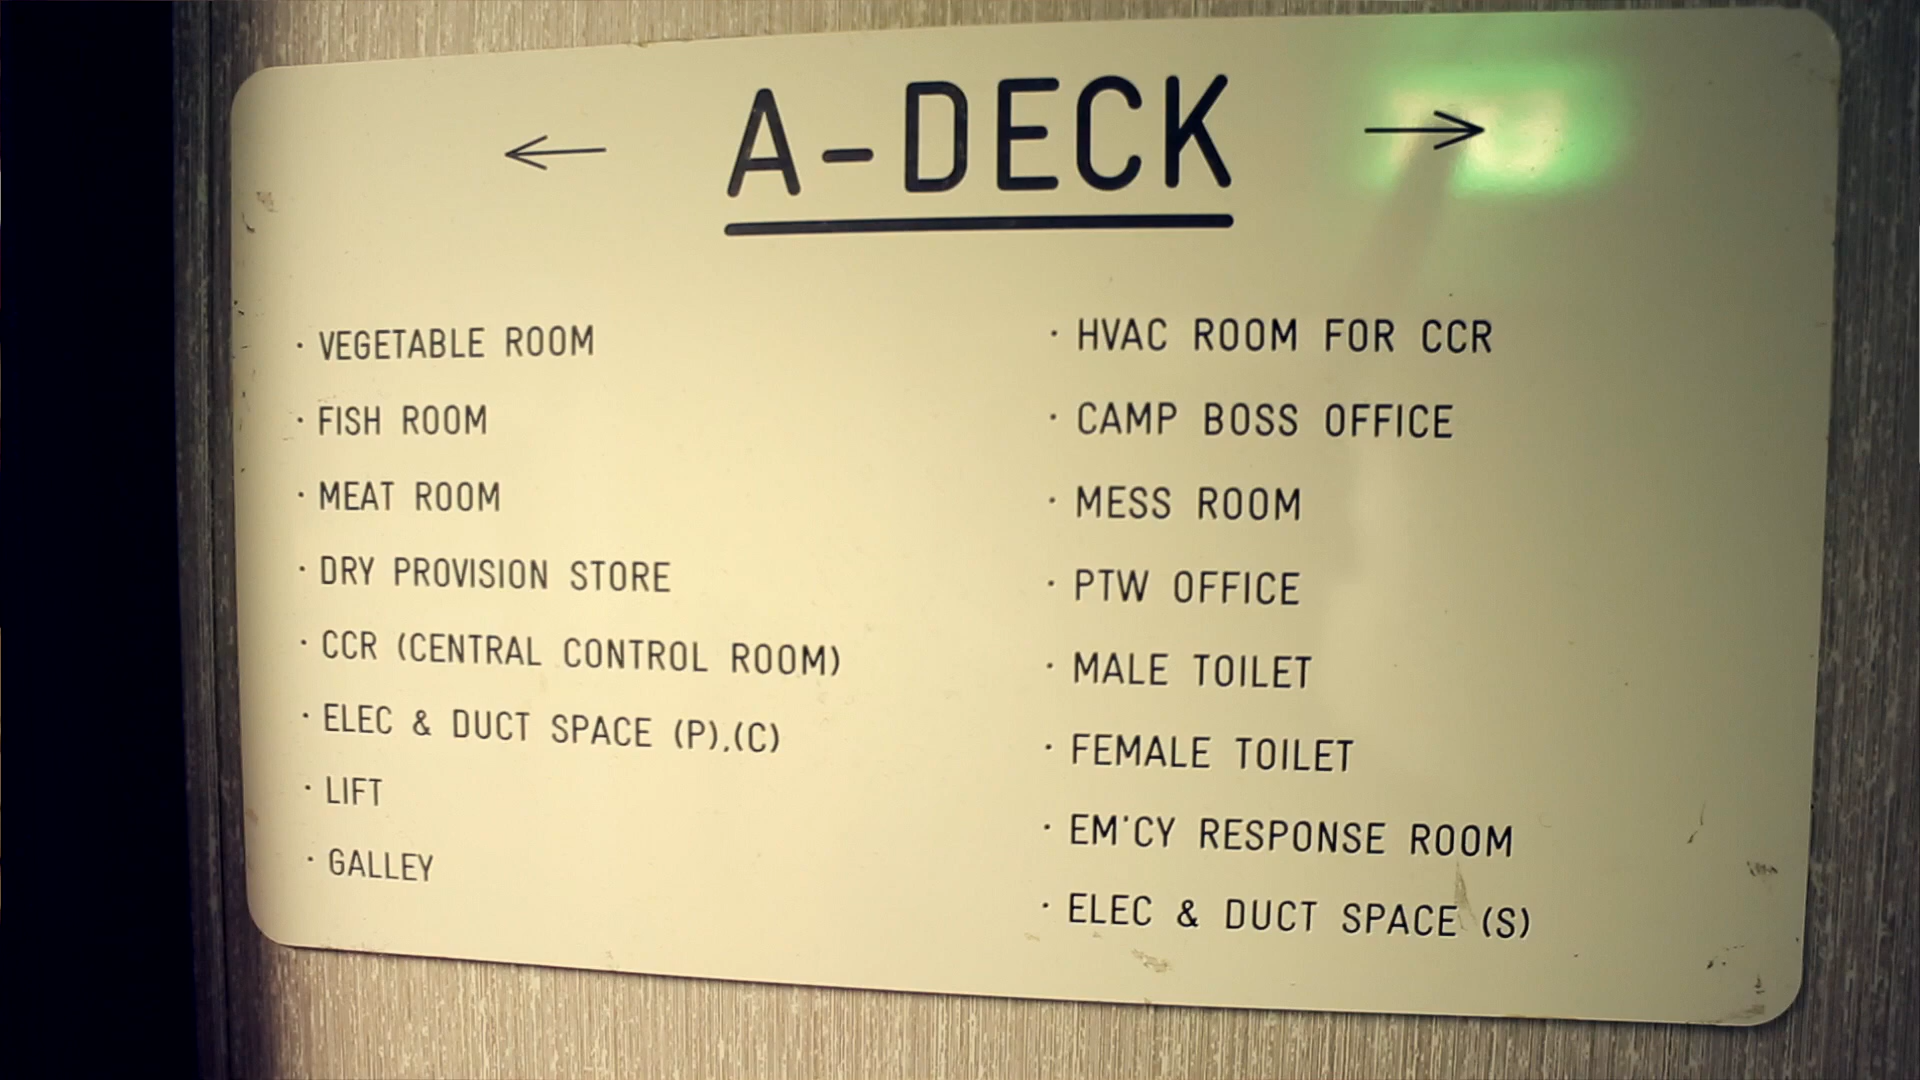 ← A-DECK →
· VEGETABLE ROOM
· FISH ROOM
· MEAT ROOM
· DRY PROVISION STORE
· CCR (CENTRAL CONTROL ROOM)
· ELEC & DUCT SPACE (P).(C)
· LIFT
· GALLEY
· HVAC ROOM FOR CCR
· CAMP BOSS OFFICE
· MESS ROOM
· PTW OFFICE
· MALE TOILET
· FEMALE TOILET
· EM'CY RESPONSE ROOM
· ELEC & DUCT SPACE (S)